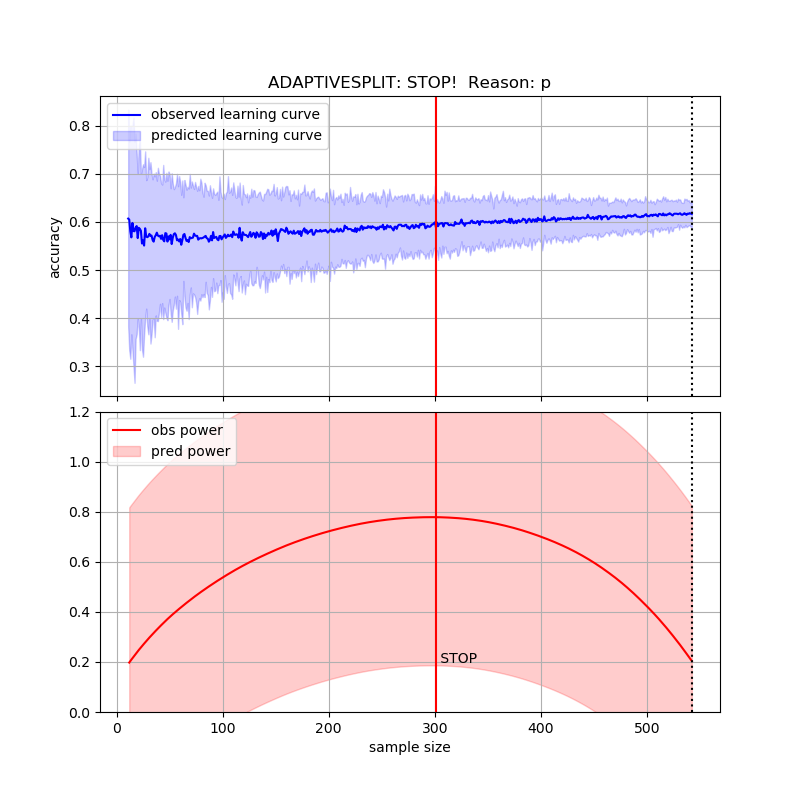 ADAPTIVESPLIT: STOP!  Reason: p
observed learning curve
predicted learning curve
accuracy
0.8
0.7
0.6
0.5
0.4
0.3
obs power
pred power
1.2
1.0
0.8
0.6
0.4
0.2
0.0
STOP
0 100 200 300 400 500
sample size